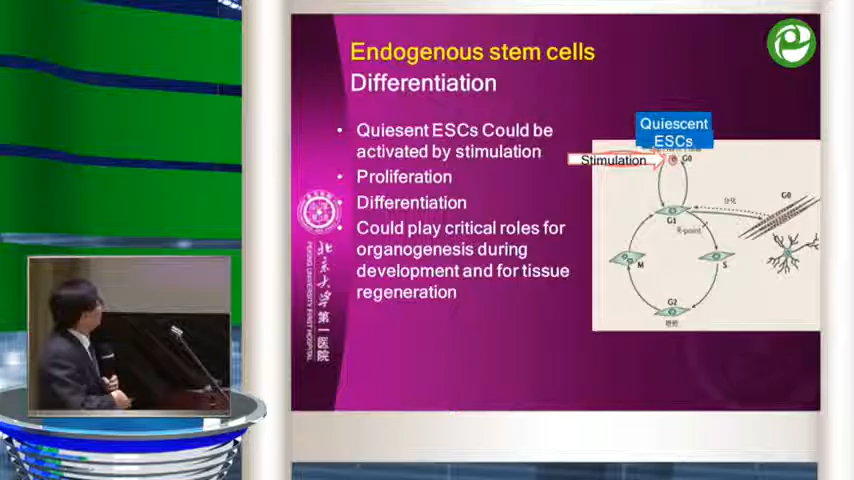 Endogenous stem cells
Differentiation
• Quiesent ESCs Could be
activated by stimulation
• Proliferation
• Differentiation
• Could play critical roles for
organogenesis during
development and for tissue
regeneration
Quiescent
ESCs
Stimulation
G0
G0
分化
G1
R-point
M
S
G2
北京大学第一医院
PEKING UNIVERSITY FIRST HOSPITAL